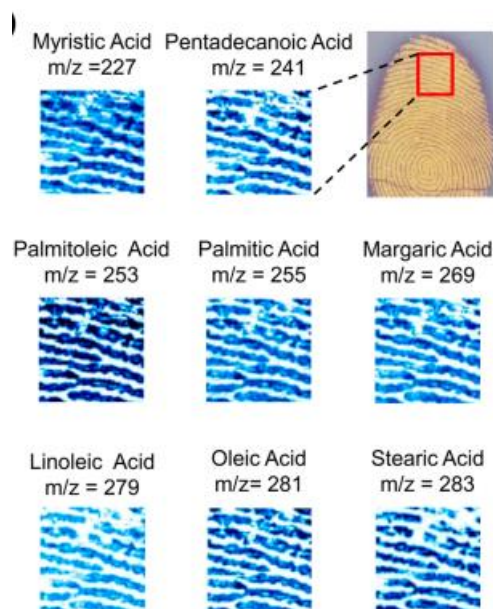 )
Myristic Acid
m/z =227
Pentadecanoic Acid
m/z = 241
Palmitoleic Acid
m/z = 253
Palmitic Acid
m/z = 255
Margaric Acid
m/z = 269
Linoleic Acid
m/z = 279
Oleic Acid
m/z= 281
Stearic Acid
m/z = 283